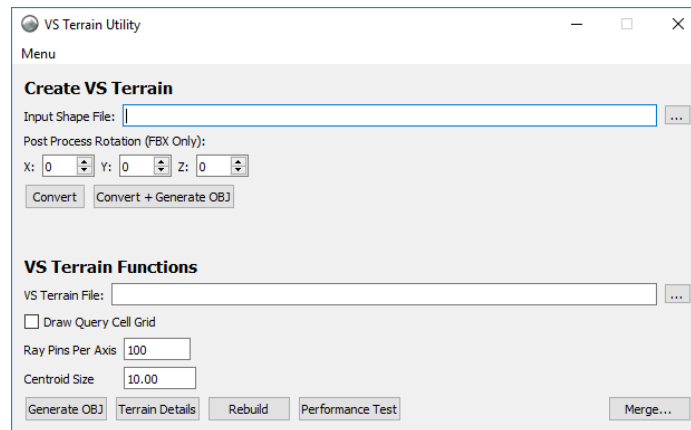 VS Terrain Utility
Menu
Create VS Terrain
Input Shape File: ...
Post Process Rotation (FBX Only):
X: 0 Y: 0 Z: 0
Convert Convert + Generate OBJ
VS Terrain Functions
VS Terrain File: ...
Draw Query Cell Grid
Ray Pins Per Axis 100
Centroid Size 10.00
Generate OBJ Terrain Details Rebuild Performance Test Merge...